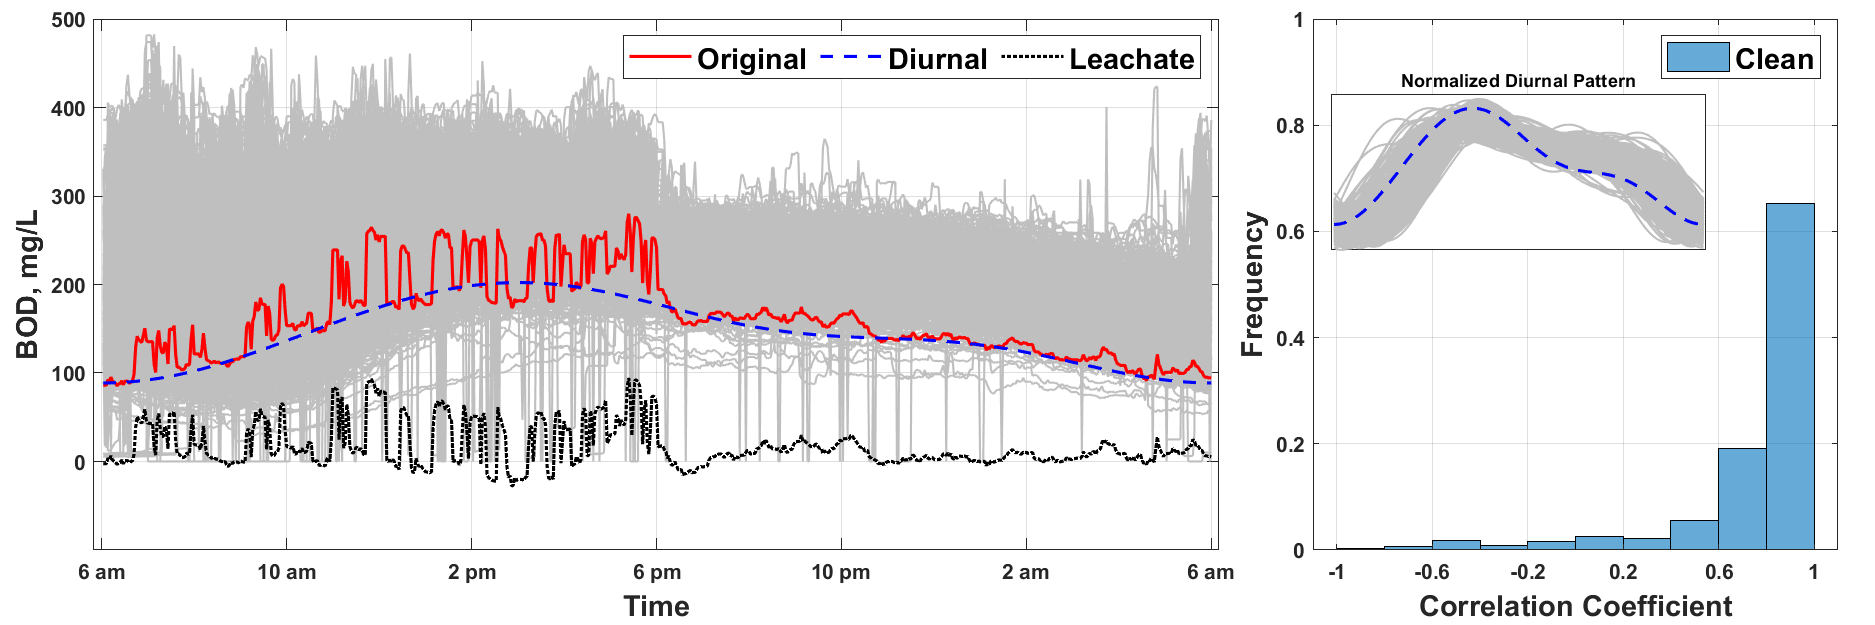 500
400
300
200
100
0
BOD, mg/L
Original Diurnal Leachate
6 am 10 am 2 pm 6 pm 10 pm 2 am 6 am
Time
1
0.8
0.6
0.4
0.2
0
Frequency
Clean
Normalized Diurnal Pattern
-1 -0.6 -0.2 0.2 0.6 1
Correlation Coefficient